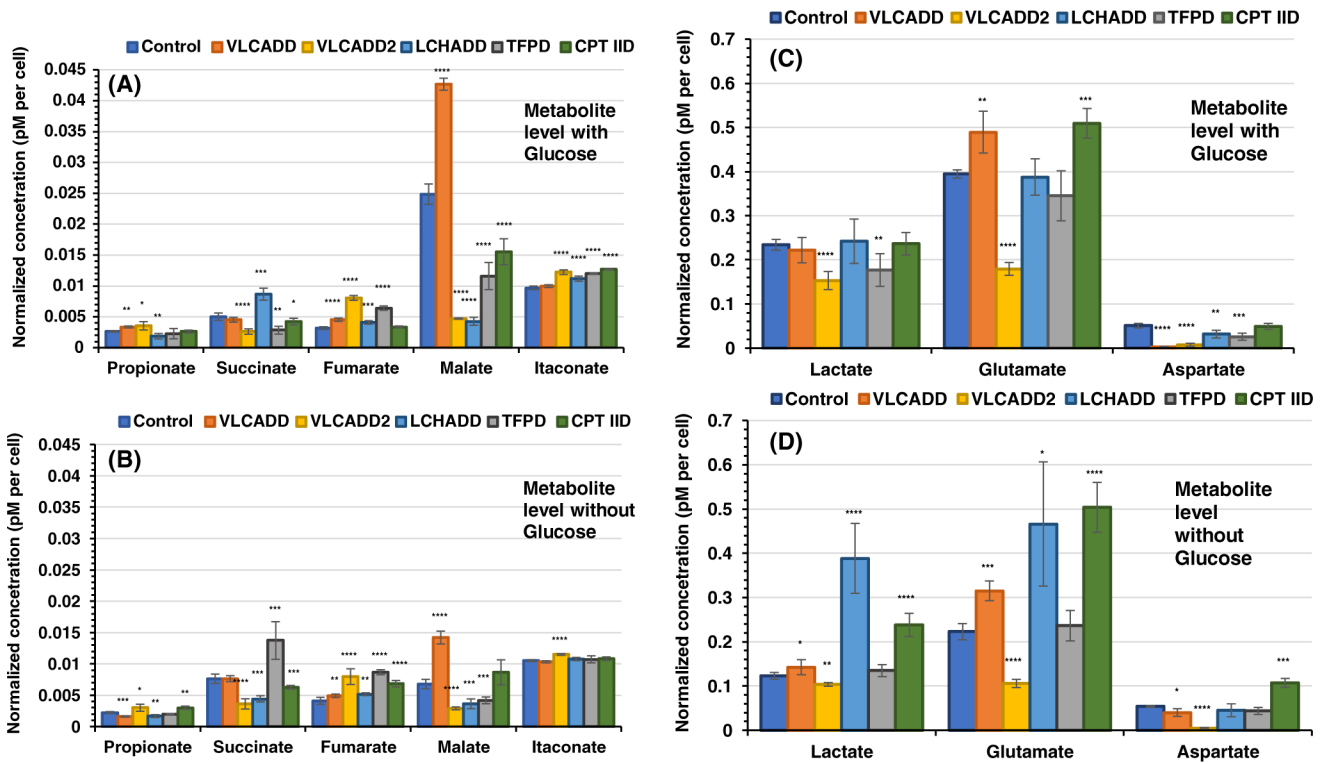 Control VLCADD VLCADD2 LCHADD TFPD CPT IID
(A)
Metabolite
level with
Glucose
Normalized concetration (pM per cell)
0.045
0.04
0.035
0.03
0.025
0.02
0.015
0.01
0.005
0
** * **
**** *** ** *
**** **** *** ****
**** **** **** **** ****
**** **** **** ****
Propionate Succinate Fumarate Malate Itaconate
Control VLCADD VLCADD2 LCHADD TFPD CPT IID
(B)
Metabolite
level without
Glucose
Normalized concetration (pM per cell)
0.045
0.04
0.035
0.03
0.025
0.02
0.015
0.01
0.005
0
*** * ** **
**** *** *** ***
** **** ** **** ****
**** **** *** ***
****
Propionate Succinate Fumarate Malate Itaconate
Control VLCADD VLCADD2 LCHADD TFPD CPT IID
(C)
Metabolite
level with
Glucose
Normalized concetration (pM per cell)
0.7
0.6
0.5
0.4
0.3
0.2
0.1
0
**** **
** **** ***
**** **** ** ***
Lactate Glutamate Aspartate
Control VLCADD VLCADD2 LCHADD TFPD CPT IID
(D)
Metabolite
level
without
Glucose
Normalized concetration (pM per cell)
0.7
0.6
0.5
0.4
0.3
0.2
0.1
0
* ** **** ****
*** **** * ****
* **** ***
Lactate Glutamate Aspartate